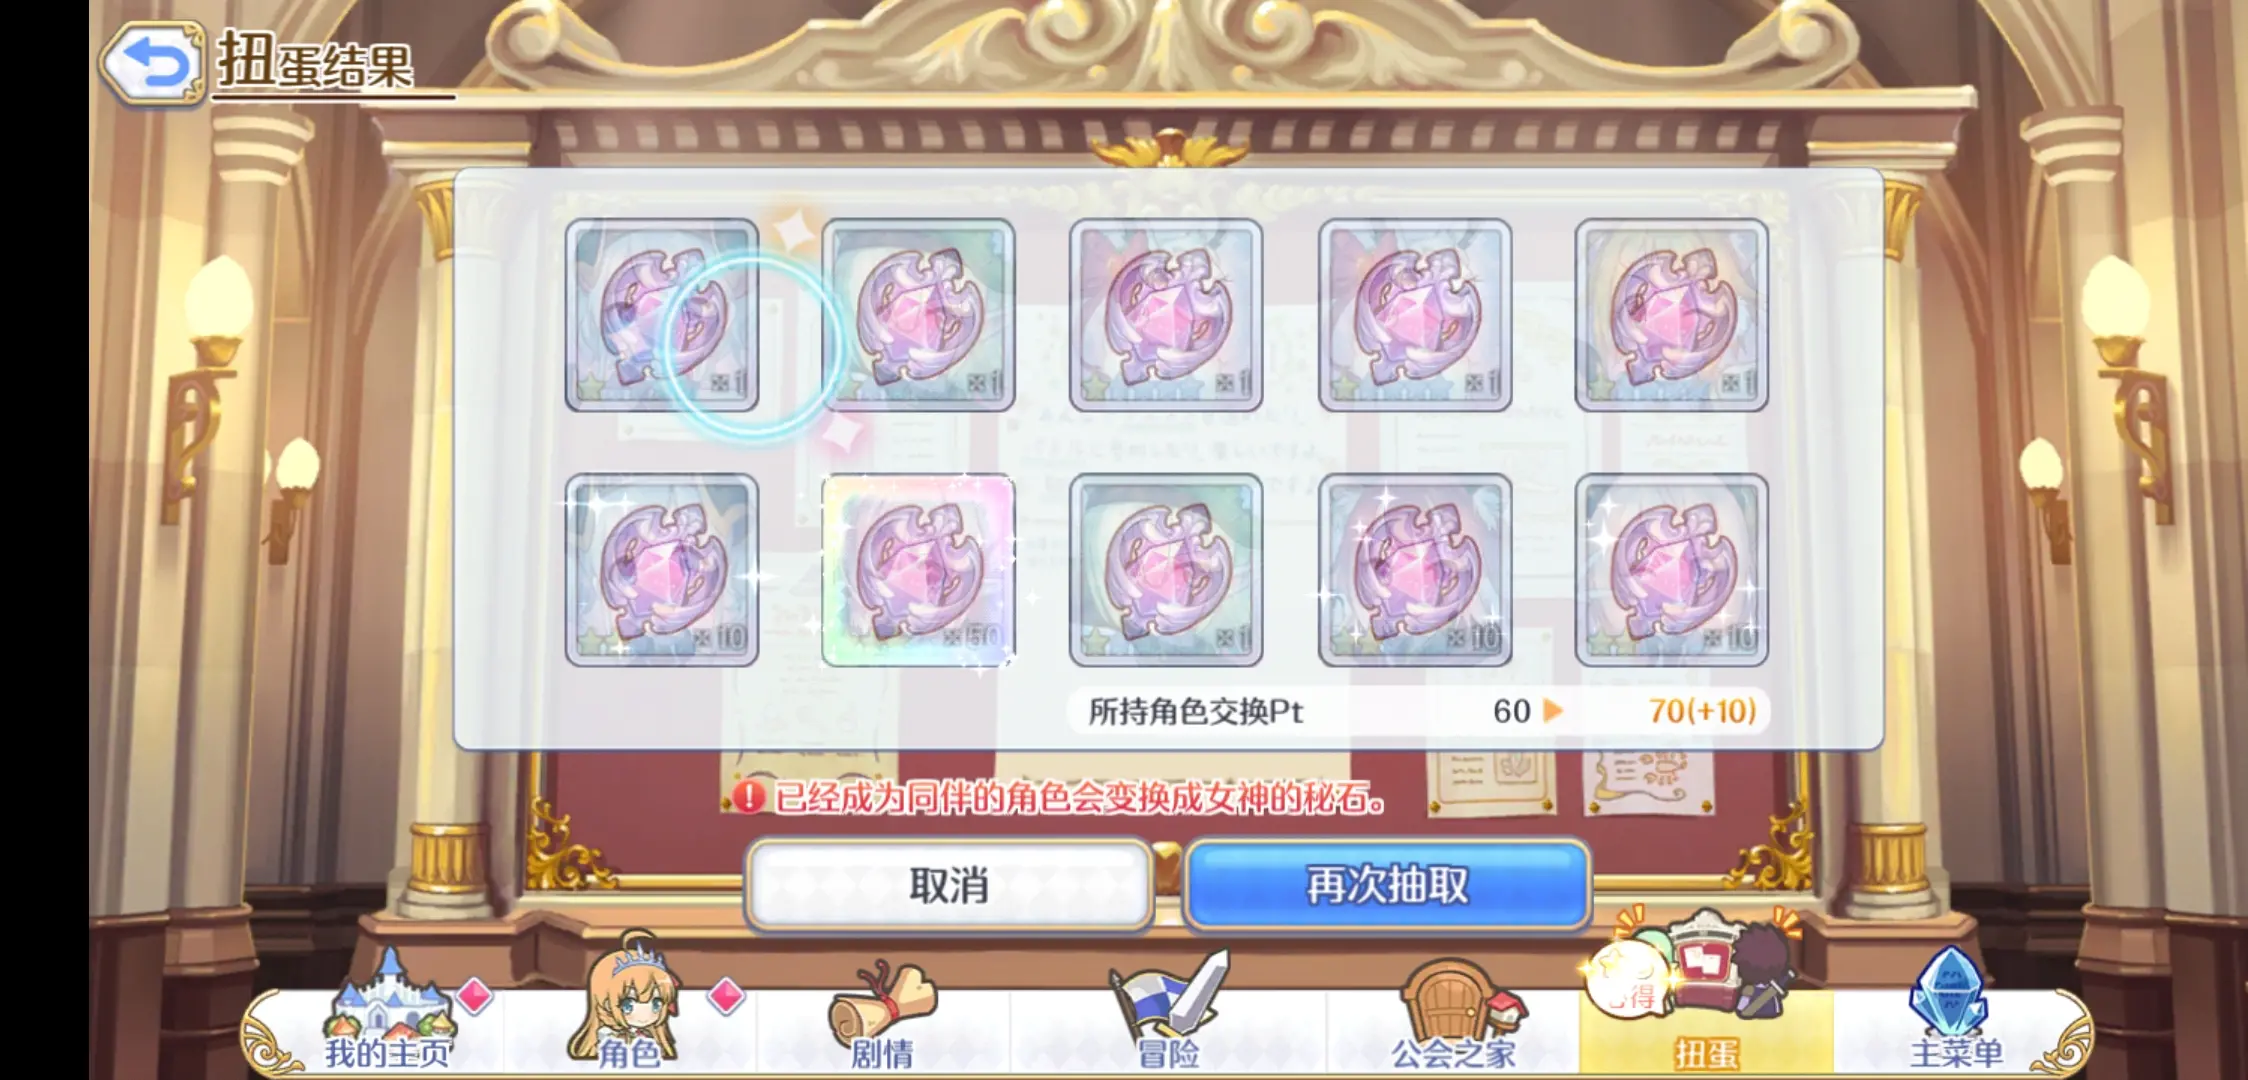 扭蛋结果
×1
×1
×1
×1
×1
×10
×50
×1
×10
×10
所持角色交换Pt 60 70(+10)
已经成为同伴的角色会变换成女神的秘石。
取消
再次抽取
心得
我的主页
角色
剧情
冒险
公会之家
扭蛋
主菜单